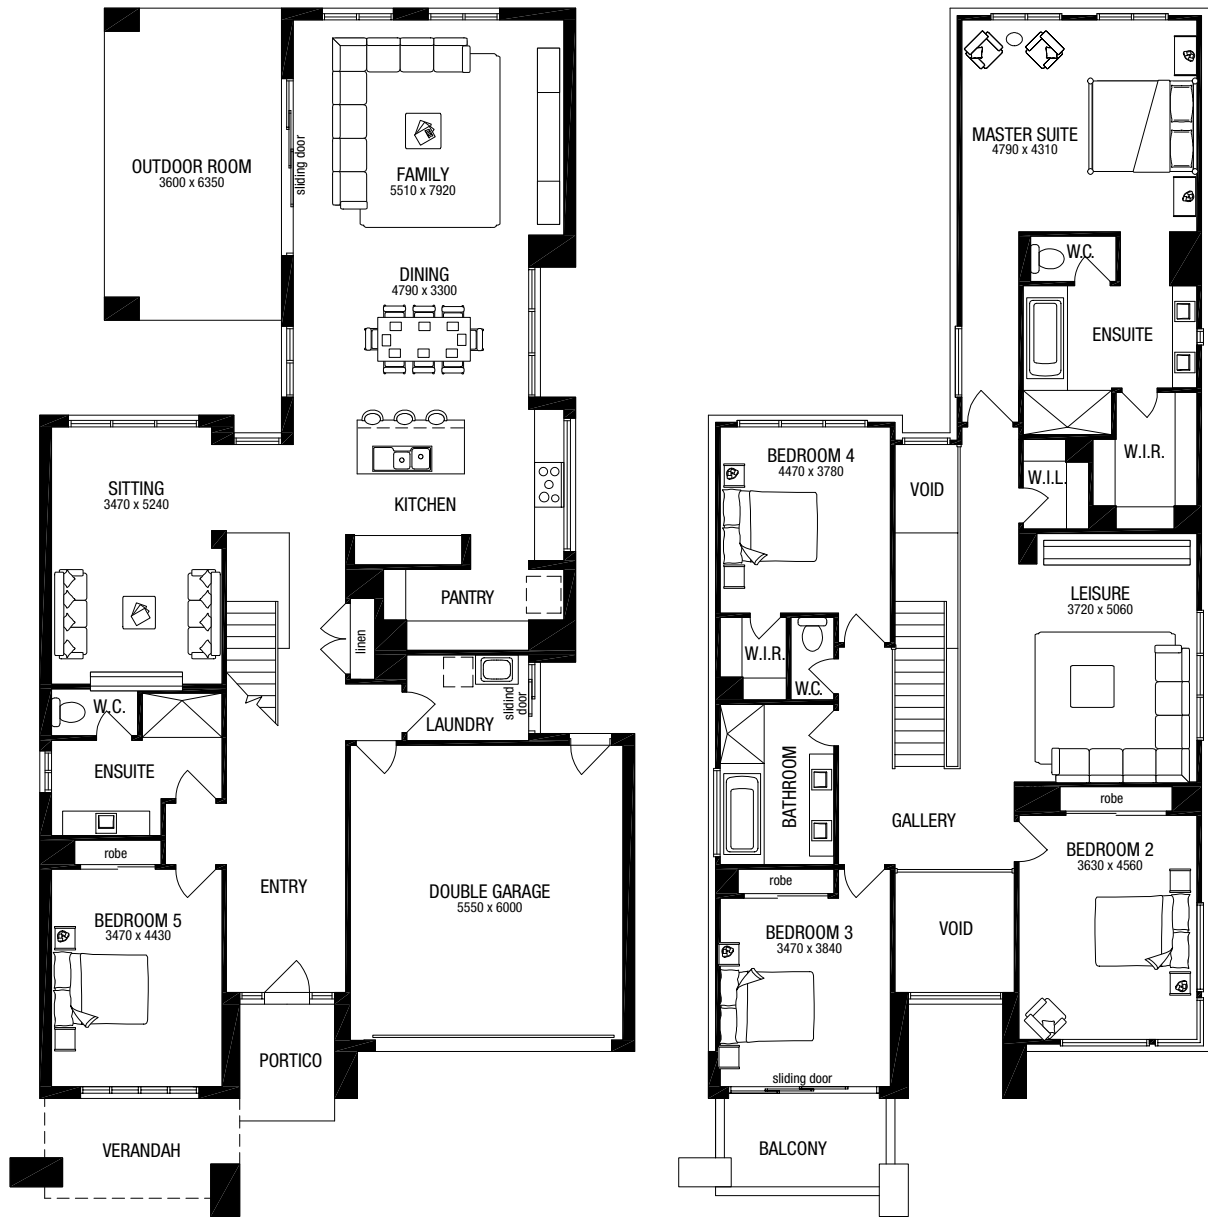 OUTDOOR ROOM
3600 x 6350
sliding door
FAMILY
5510 x 7920
DINING
4790 x 3300
KITCHEN
SITTING
3470 x 5240
PANTRY
linen
W.C.
LAUNDRY
slidind door
ENSUITE
robe
ENTRY
BEDROOM 5
3470 x 4430
DOUBLE GARAGE
5550 x 6000
PORTICO
VERANDAH
MASTER SUITE
4790 x 4310
W.C.
ENSUITE
W.I.R.
W.I.L.
BEDROOM 4
4470 x 3780
VOID
LEISURE
3720 x 5060
W.I.R.
W.C.
BATHROOM
GALLERY
robe
BEDROOM 2
3630 x 4560
robe
BEDROOM 3
3470 x 3840
VOID
sliding door
BALCONY